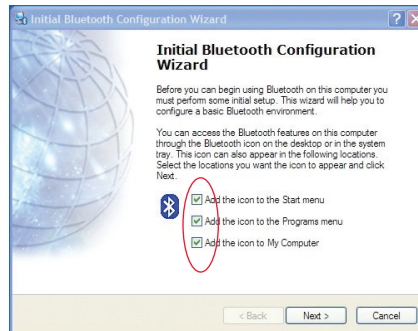 Initial Bluetooth Configuration Wizard
Initial Bluetooth Configuration
Wizard
Before you can begin using Bluetooth on this computer you
must perform some initial setup. This wizard will help you to
configure a basic Bluetooth environment.
You can access the Bluetooth features on this computer
through the Bluetooth icon on the desktop or in the system
tray. This icon can also appear in the following locations.
Select the locations you want the icon to appear and click
Next.
Add the icon to the Start menu
Add the icon to the Programs menu
Add the icon to My Computer
< Back Next > Cancel